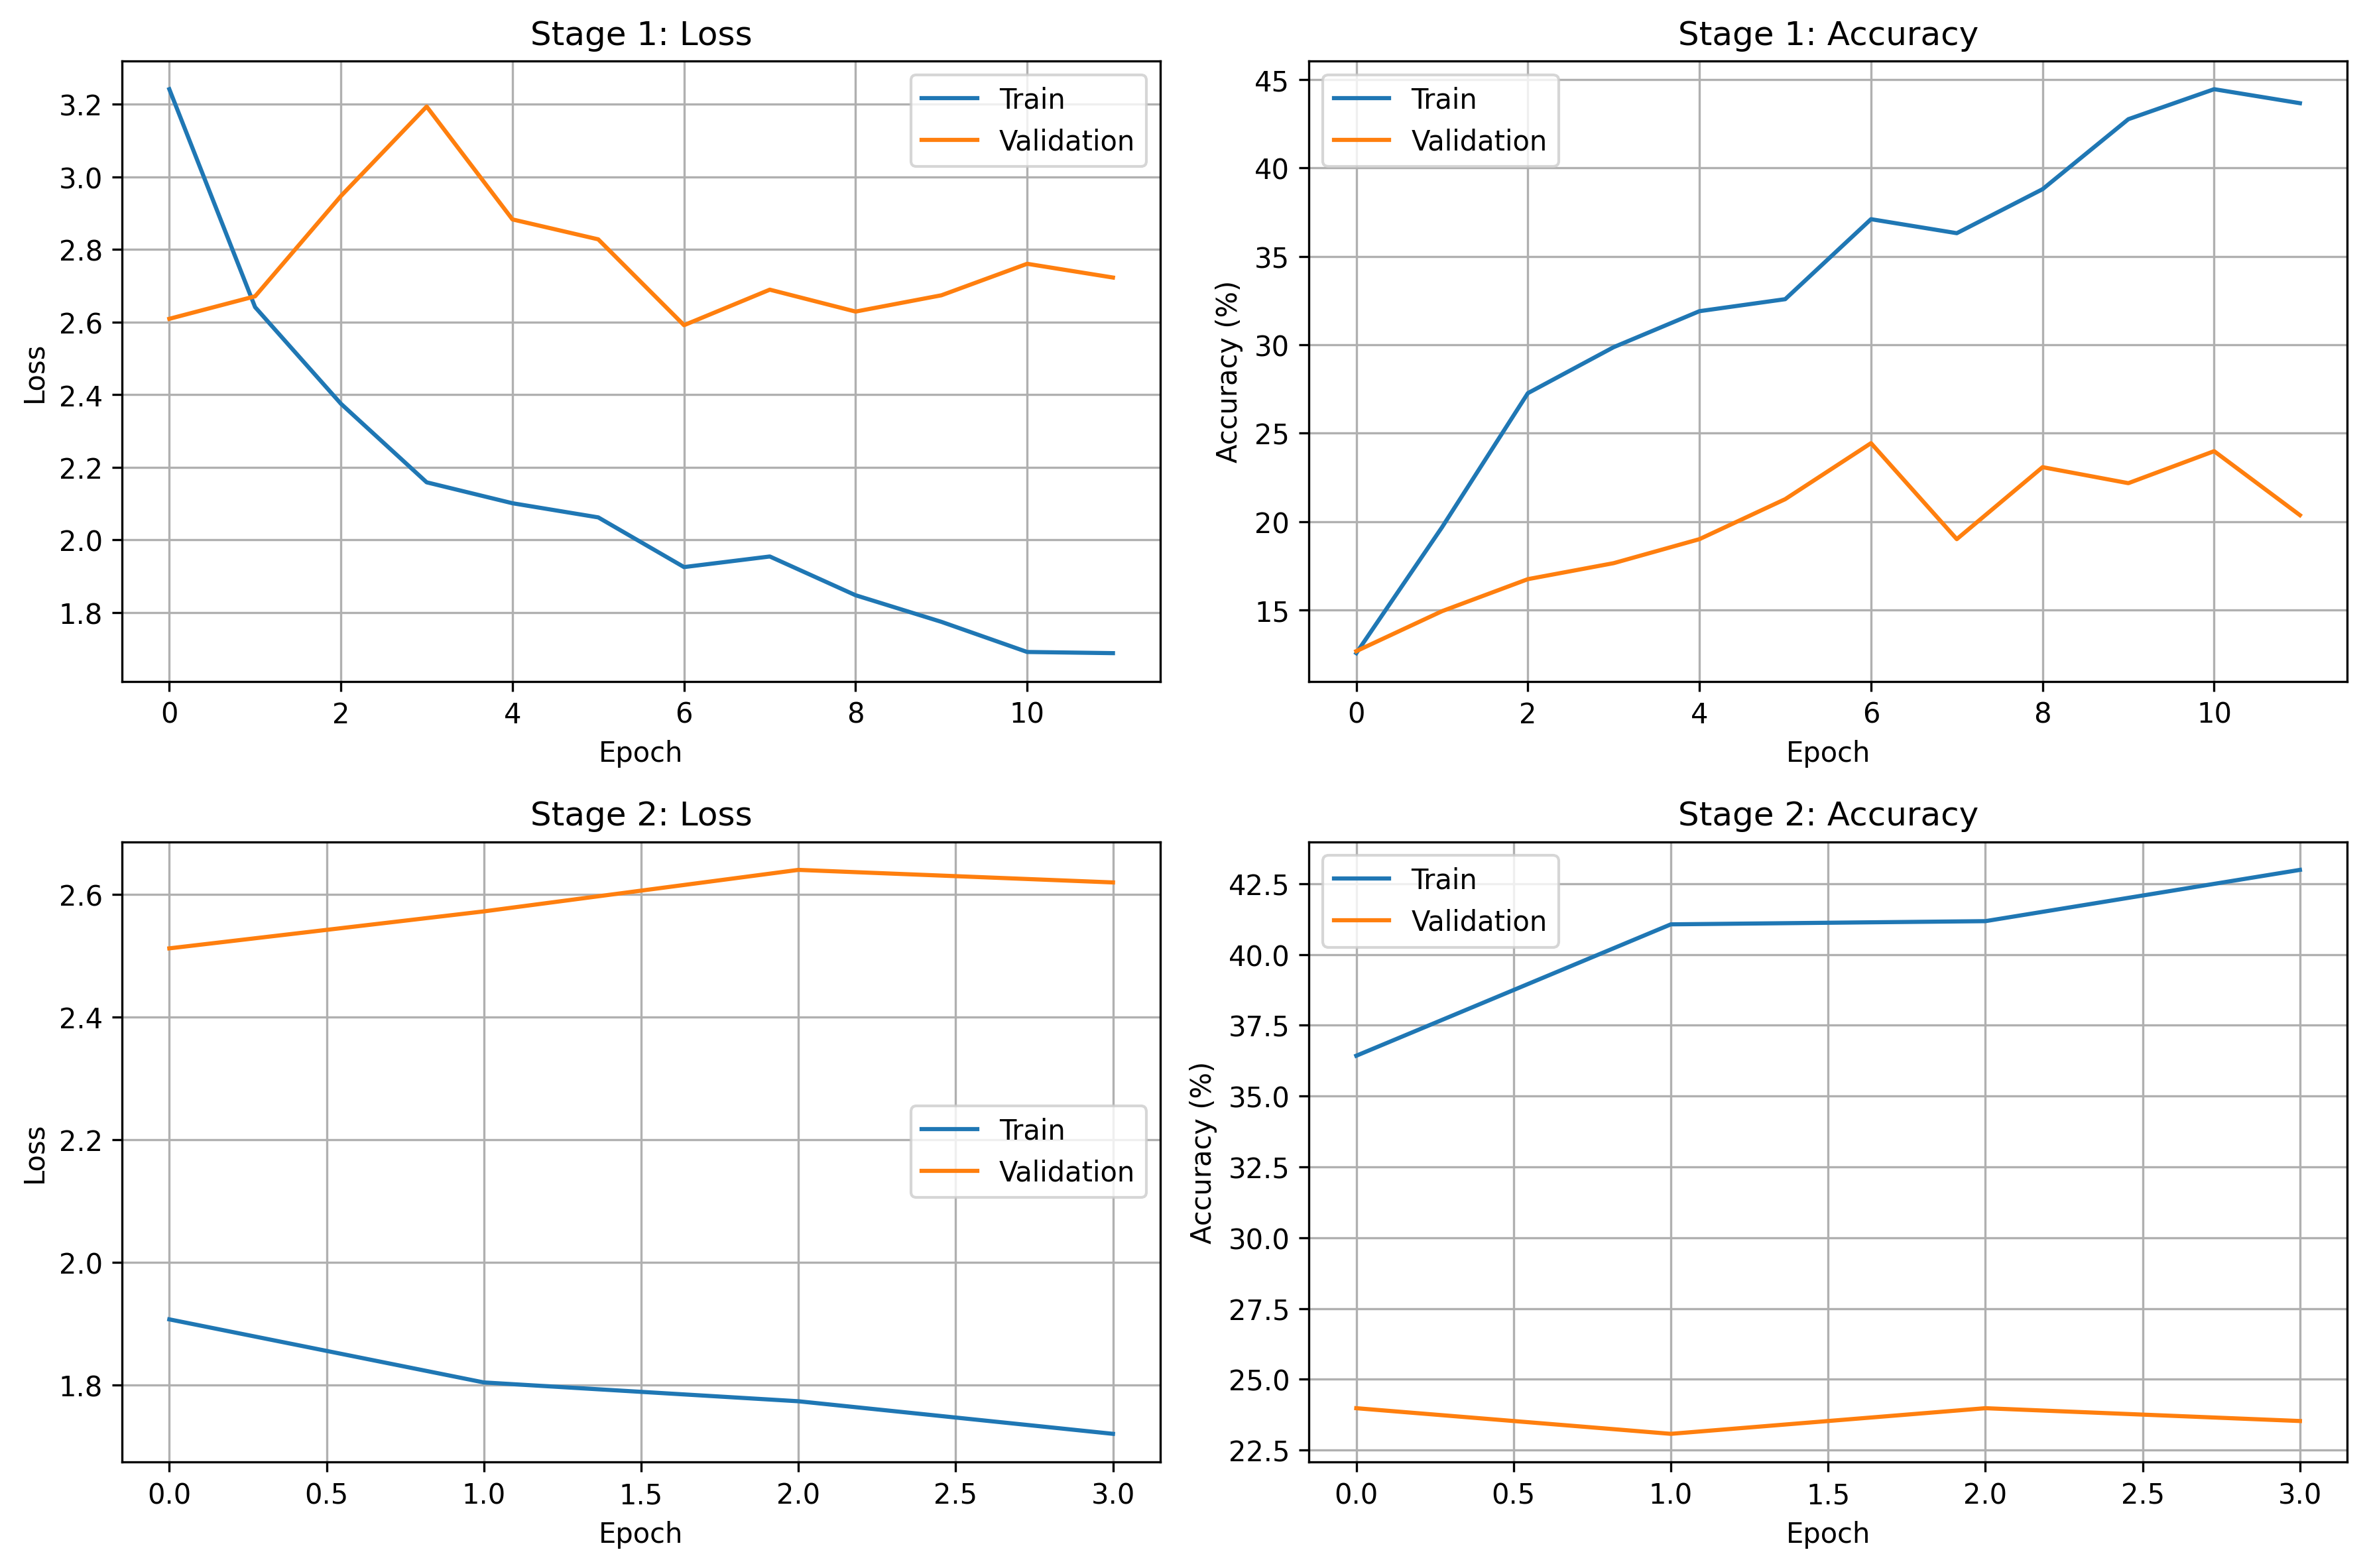 Stage 1: Loss
3.2
3.0
2.8
2.6
2.4
2.2
2.0
1.8
Loss
Train
Validation
0 2 4 6 8 10
Epoch
Stage 1: Accuracy
45
40
35
30
25
20
15
Accuracy (%)
Train
Validation
0 2 4 6 8 10
Epoch
Stage 2: Loss
2.6
2.4
2.2
2.0
1.8
Loss
Train
Validation
0.0 0.5 1.0 1.5 2.0 2.5 3.0
Epoch
Stage 2: Accuracy
42.5
40.0
37.5
35.0
32.5
30.0
27.5
25.0
22.5
Accuracy (%)
Train
Validation
0.0 0.5 1.0 1.5 2.0 2.5 3.0
Epoch